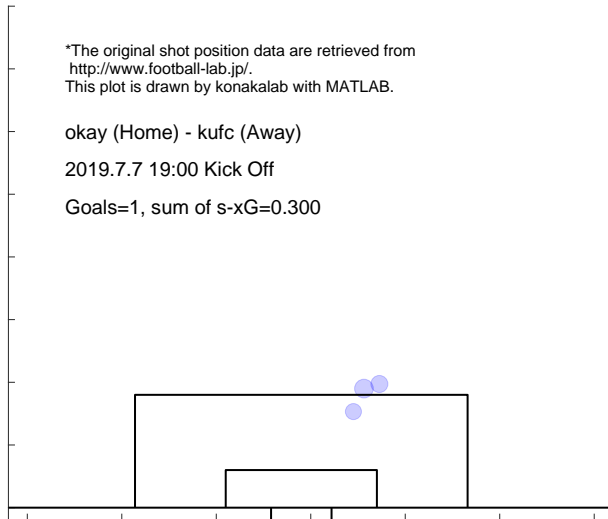 *The original shot position data are retrieved from
http://www.football-lab.jp/.
This plot is drawn by konakalab with MATLAB.
okay (Home) - kufc (Away)
2019.7.7 19:00 Kick Off
Goals=1, sum of s-xG=0.300